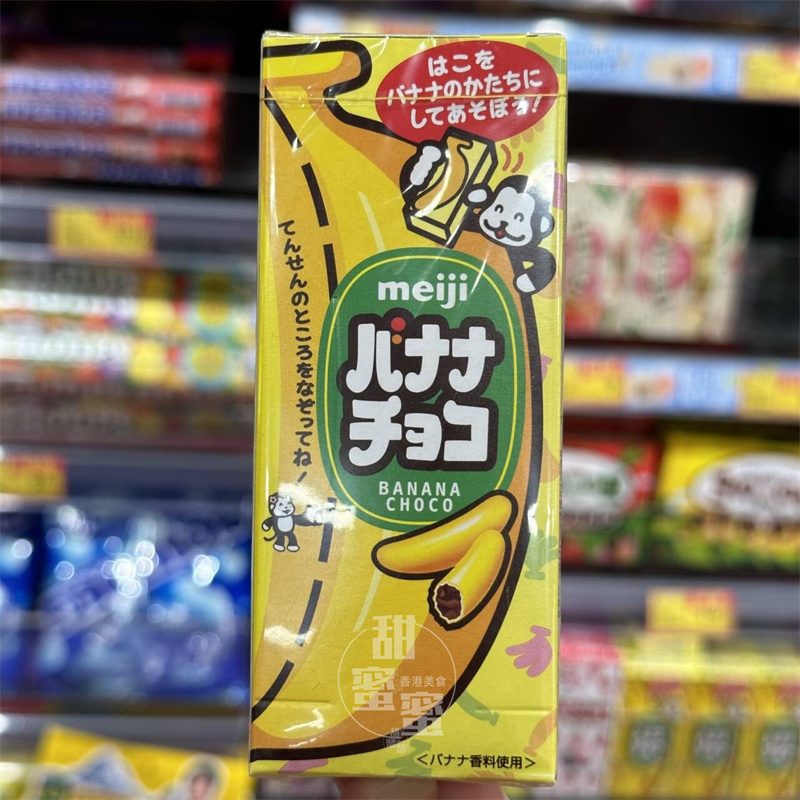 はこを
バナナのかたちに
してあそぼう!
てんせんのところをなぞってね!
meiji
バナナ
チョコ
BANANA
CHOCO
甜蜜蜜
香港美食
<バナナ香料使用>